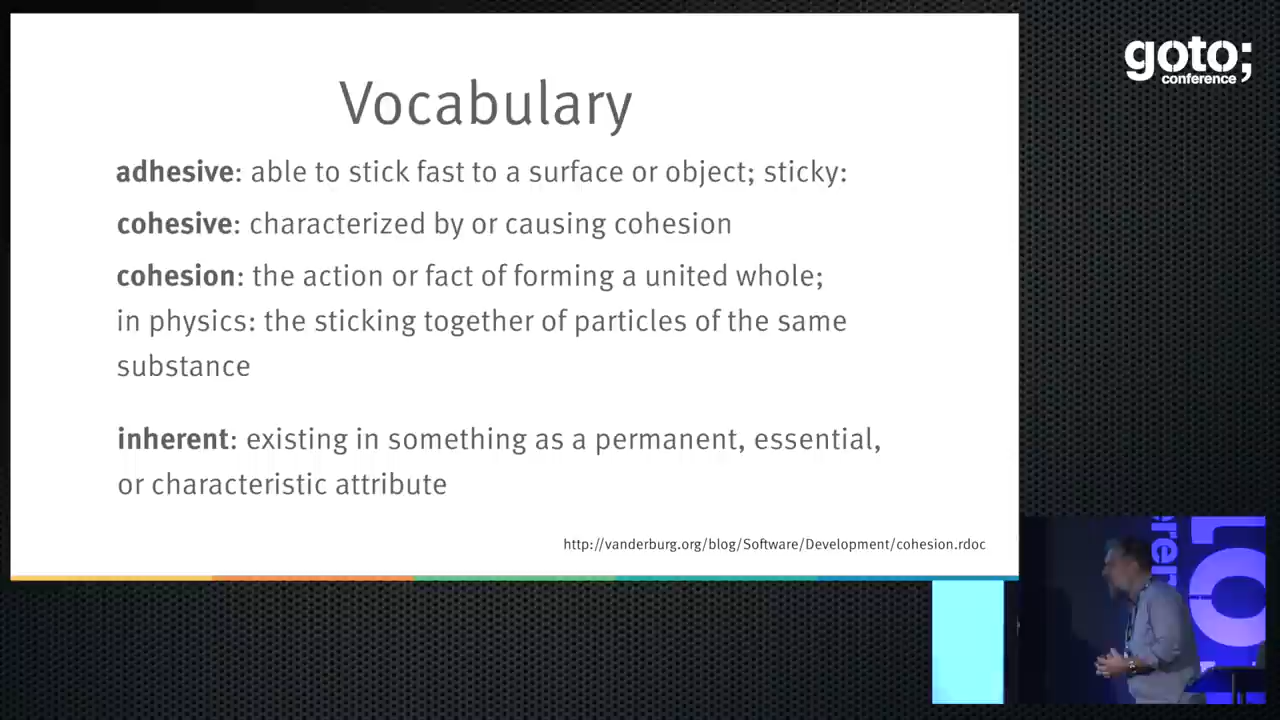 Vocabulary
adhesive: able to stick fast to a surface or object; sticky:
cohesive: characterized by or causing cohesion
cohesion: the action or fact of forming a united whole;
in physics: the sticking together of particles of the same
substance
inherent: existing in something as a permanent, essential,
or characteristic attribute
http://vanderburg.org/blog/Software/Development/cohesion.rdoc
goto;
conference